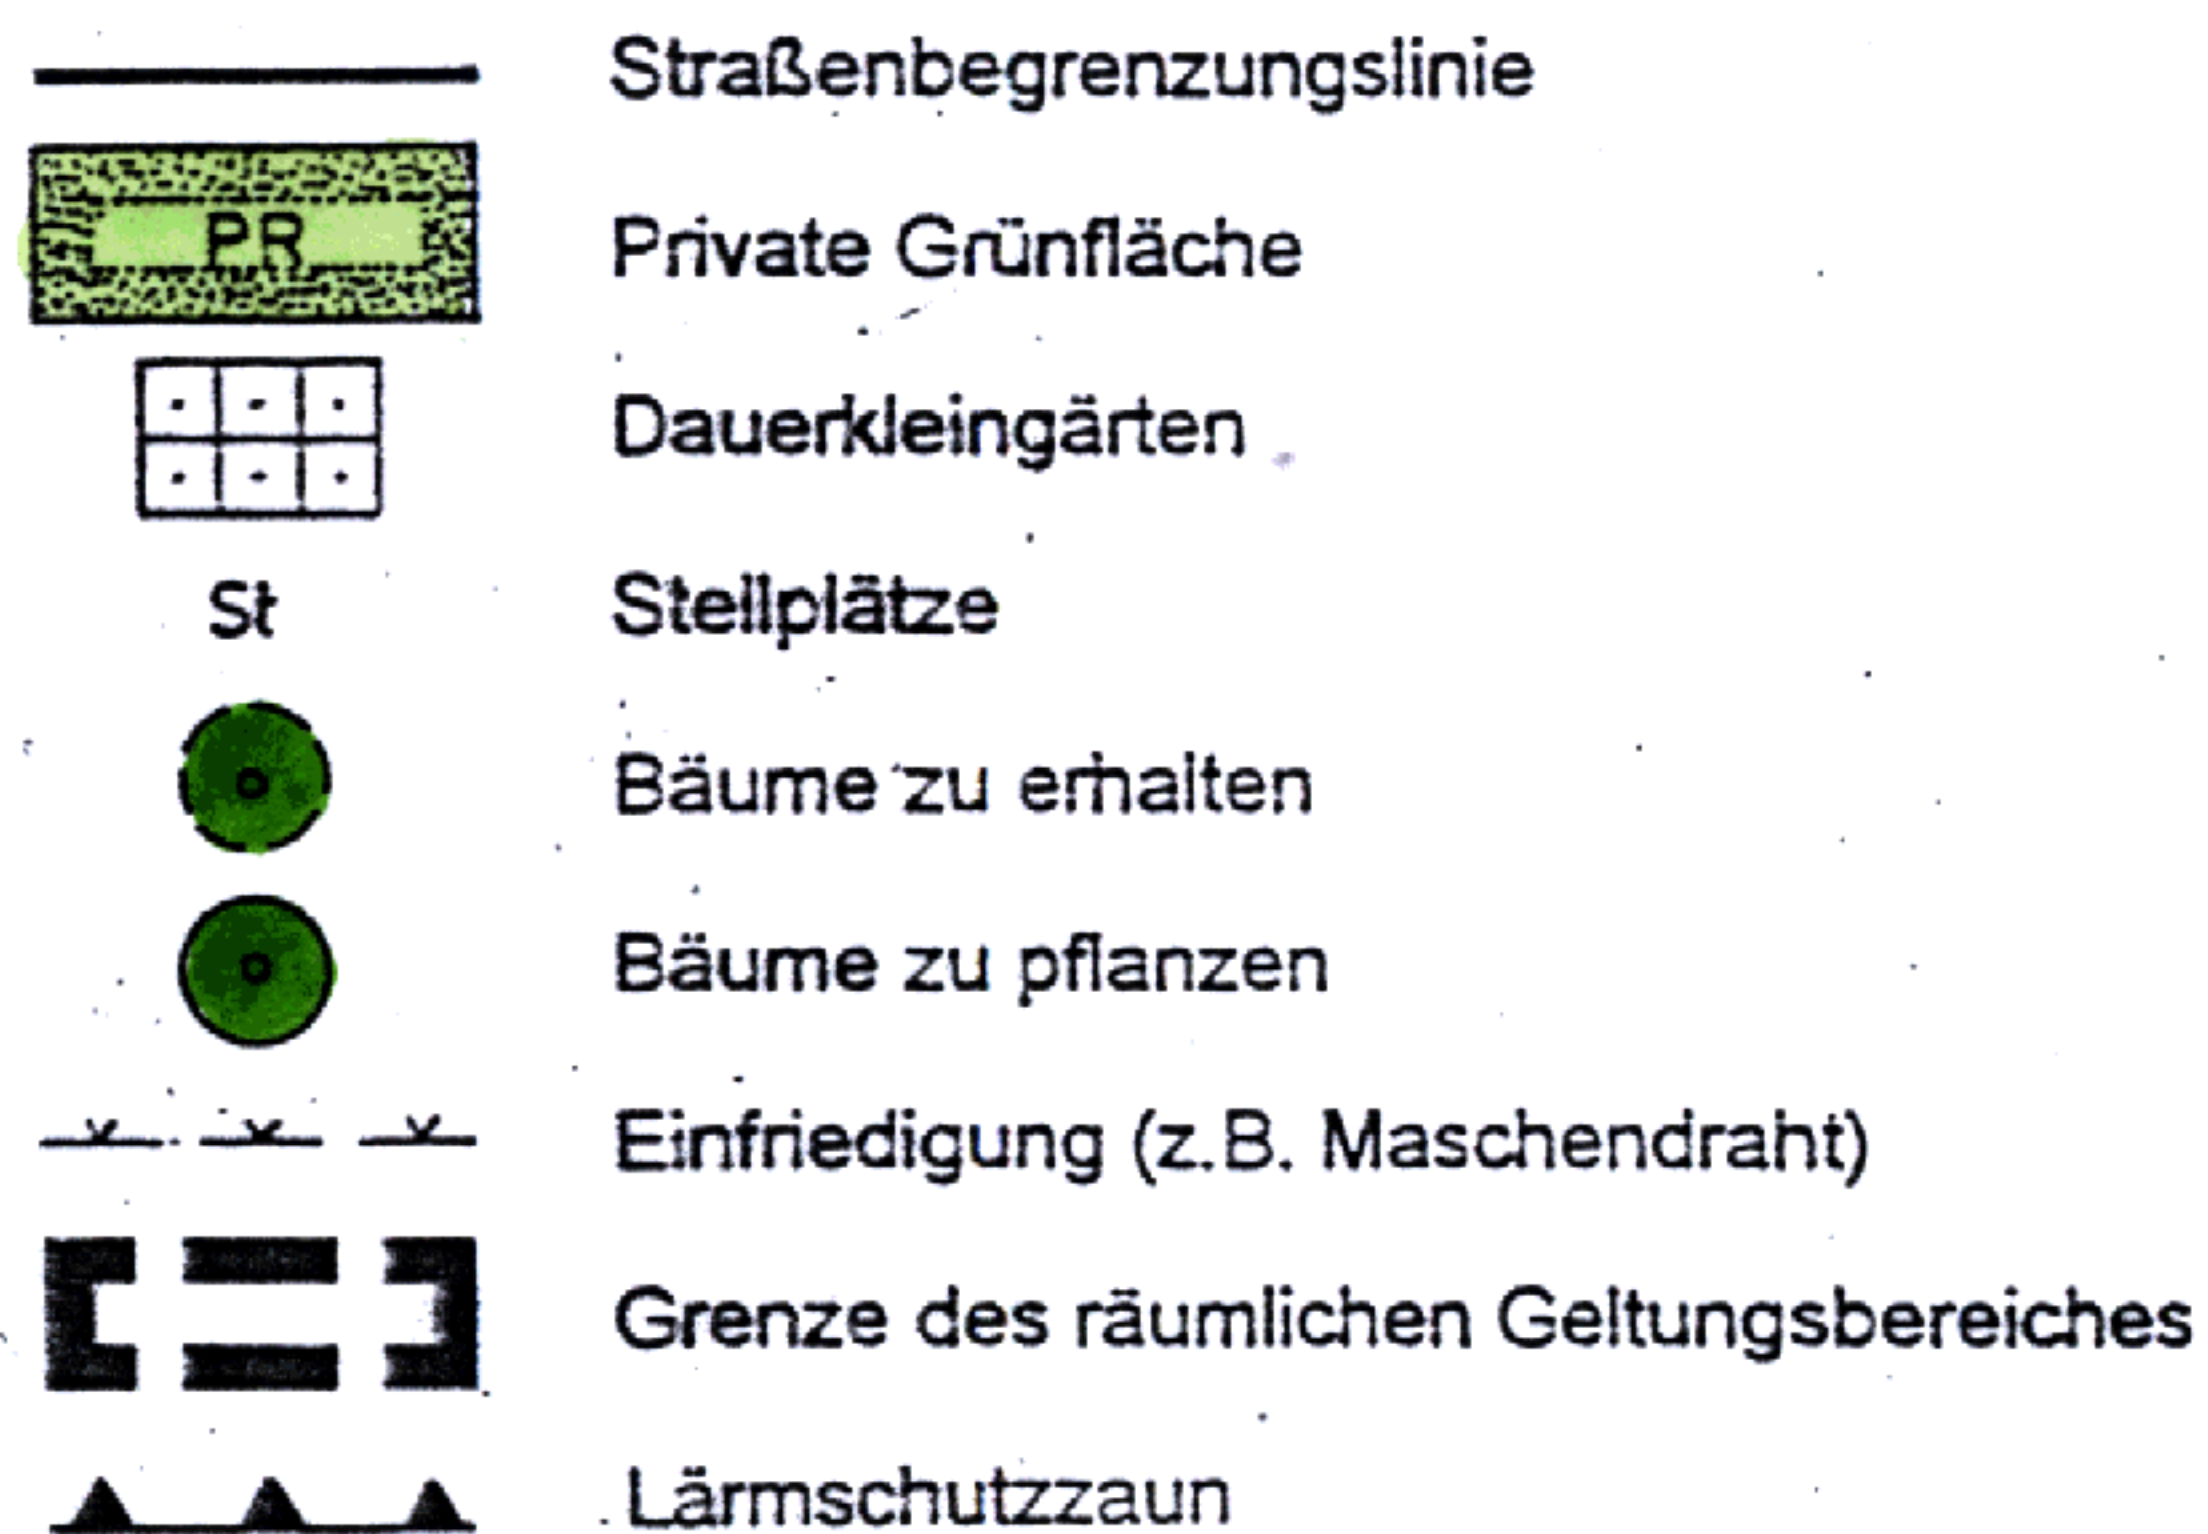 Straßenbegrenzungslinie
PR Private Grünfläche
Dauerkleingärten
St Stellplätze
Bäume zu erhalten
Bäume zu pflanzen
Einfriedigung (z.B. Maschendraht)
Grenze des räumlichen Geltungsbereiches
Lärmschutzzaun